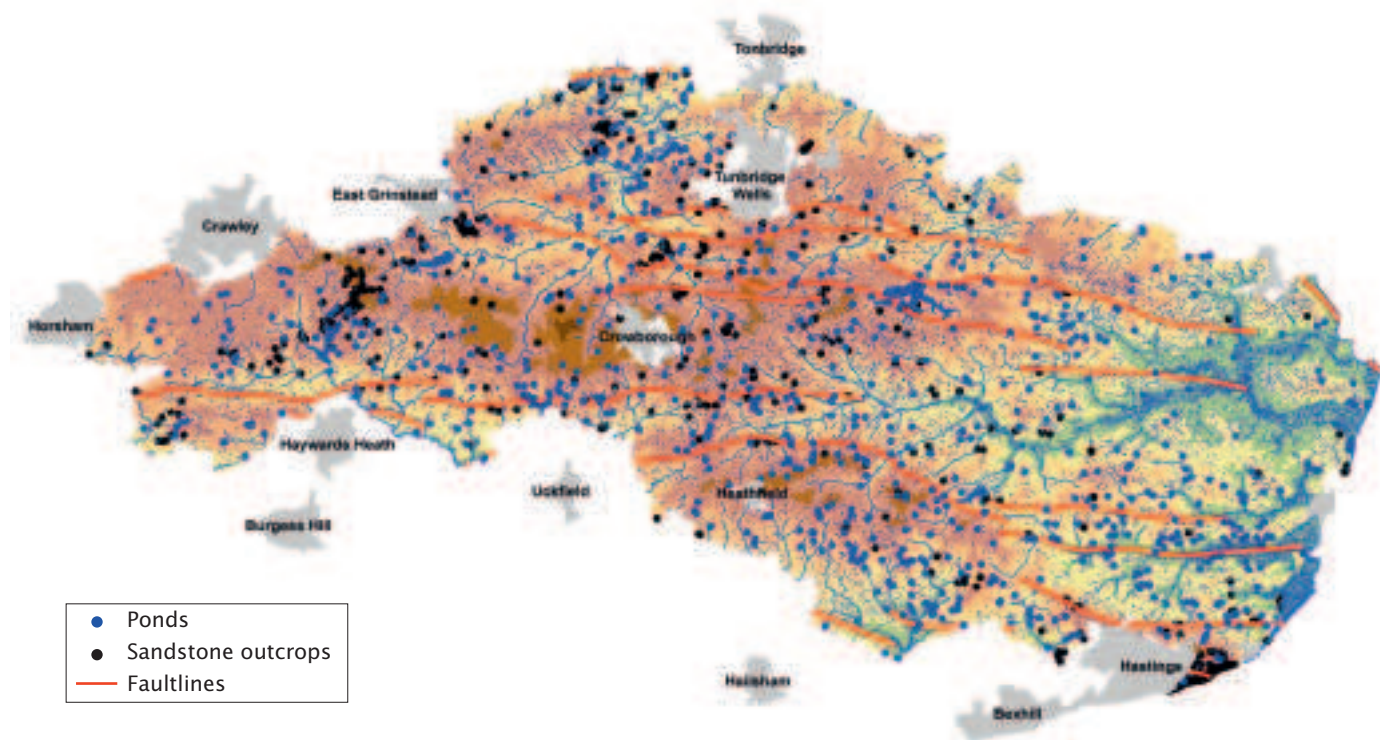 Tonbridge
Tunbridge
Wells
East Grinstead
Crawley
Horsham
Crowborough
Haywards Heath
Uckfield
Heathfield
Burgess Hill
Ponds
Sandstone outcrops
Faultlines
Hailsham
Hastings
Bexhill